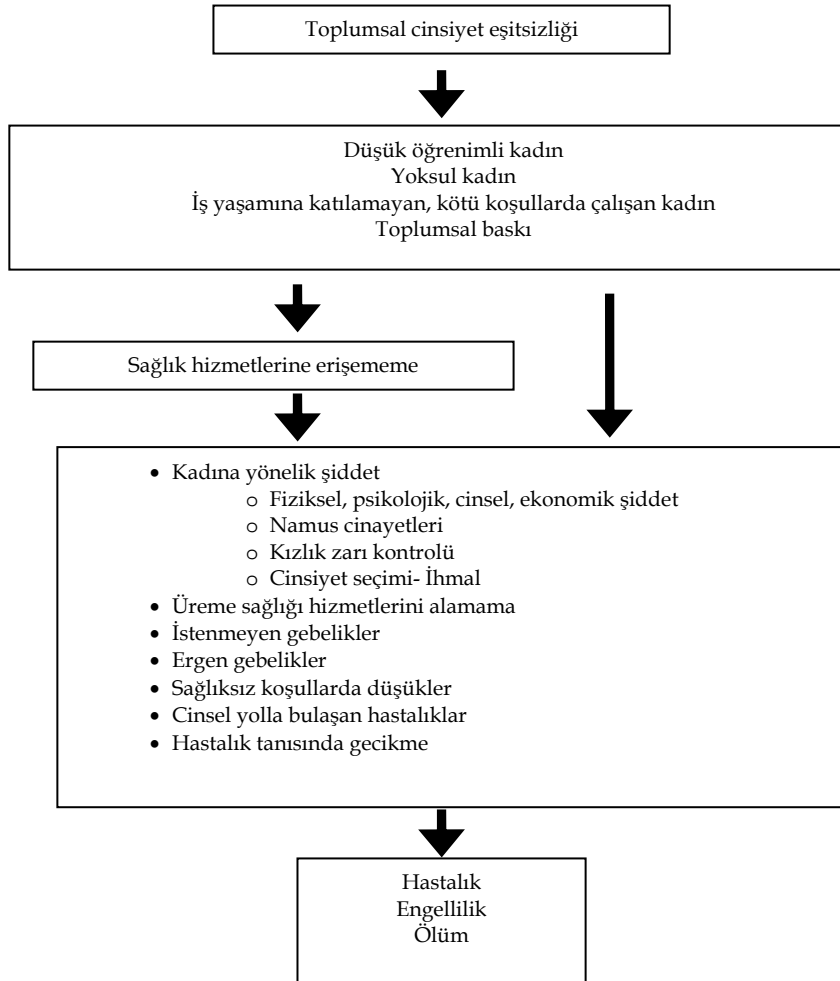 Toplumsal cinsiyet eşitsizliği
Düşük öğrenimli kadın
Yoksul kadın
İş yaşamına katılamayan, kötü koşullarda çalışan kadın
Toplumsal baskı
Sağlık hizmetlerine erişememe
• Kadına yönelik şiddet
o Fiziksel, psikolojik, cinsel, ekonomik şiddet
o Namus cinayetleri
o Kızlık zarı kontrolü
o Cinsiyet seçimi- İhmal
• Üreme sağlığı hizmetlerini alamama
• İstenmeyen gebelikler
• Ergen gebelikler
• Sağlıksız koşullarda düşükler
• Cinsel yolla bulaşan hastalıklar
• Hastalık tanısında gecikme
Hastalık
Engellilik
Ölüm